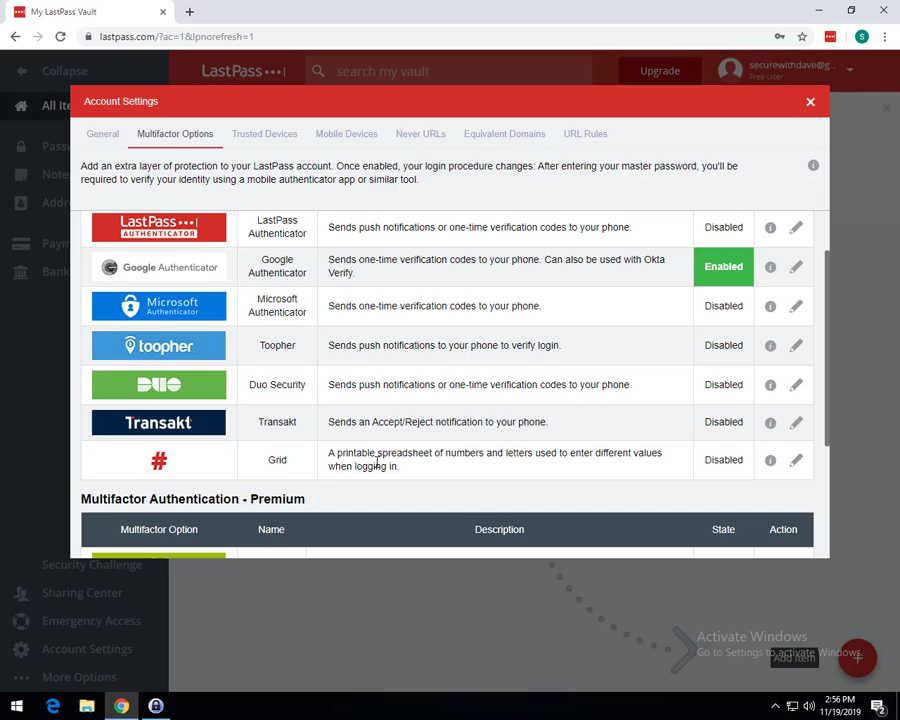 My LastPass Vault
lastpass.com/?ac=1&lpnorefresh=1
S
Collapse
LastPass •••|
search my vault
Upgrade
securewithdave@g...
Free User
All Ite
Passw
Notes
Addre
Paym
Bank
Account Settings
General
Multifactor Options
Trusted Devices
Mobile Devices
Never URLs
Equivalent Domains
URL Rules
Add an extra layer of protection to your LastPass account. Once enabled, your login procedure changes: After entering your master password, you'll be
required to verify your identity using a mobile authenticator app or similar tool.
LastPass •••|
AUTHENTICATOR
LastPass
Authenticator
Sends push notifications or one-time verification codes to your phone.
Disabled
Google Authenticator
Google
Authenticator
Sends one-time verification codes to your phone. Can also be used with Okta
Verify.
Enabled
Microsoft
Authenticator
Microsoft
Authenticator
Sends one-time verification codes to your phone.
Disabled
toopher
Toopher
Sends push notifications to your phone to verify login.
Disabled
DUO
Duo Security
Sends push notifications or one-time verification codes to your phone.
Disabled
Transakt
Transakt
Sends an Accept/Reject notification to your phone.
Disabled
#
Grid
A printable spreadsheet of numbers and letters used to enter different values
when logging in.
Disabled
Multifactor Authentication - Premium
Multifactor Option
Name
Description
State
Action
Security Challenge
Sharing Center
Emergency Access
Account Settings
More Options
Activate Windows
Go to Settings to activate Windows.
Add Item
2:56 PM
11/19/2019
2